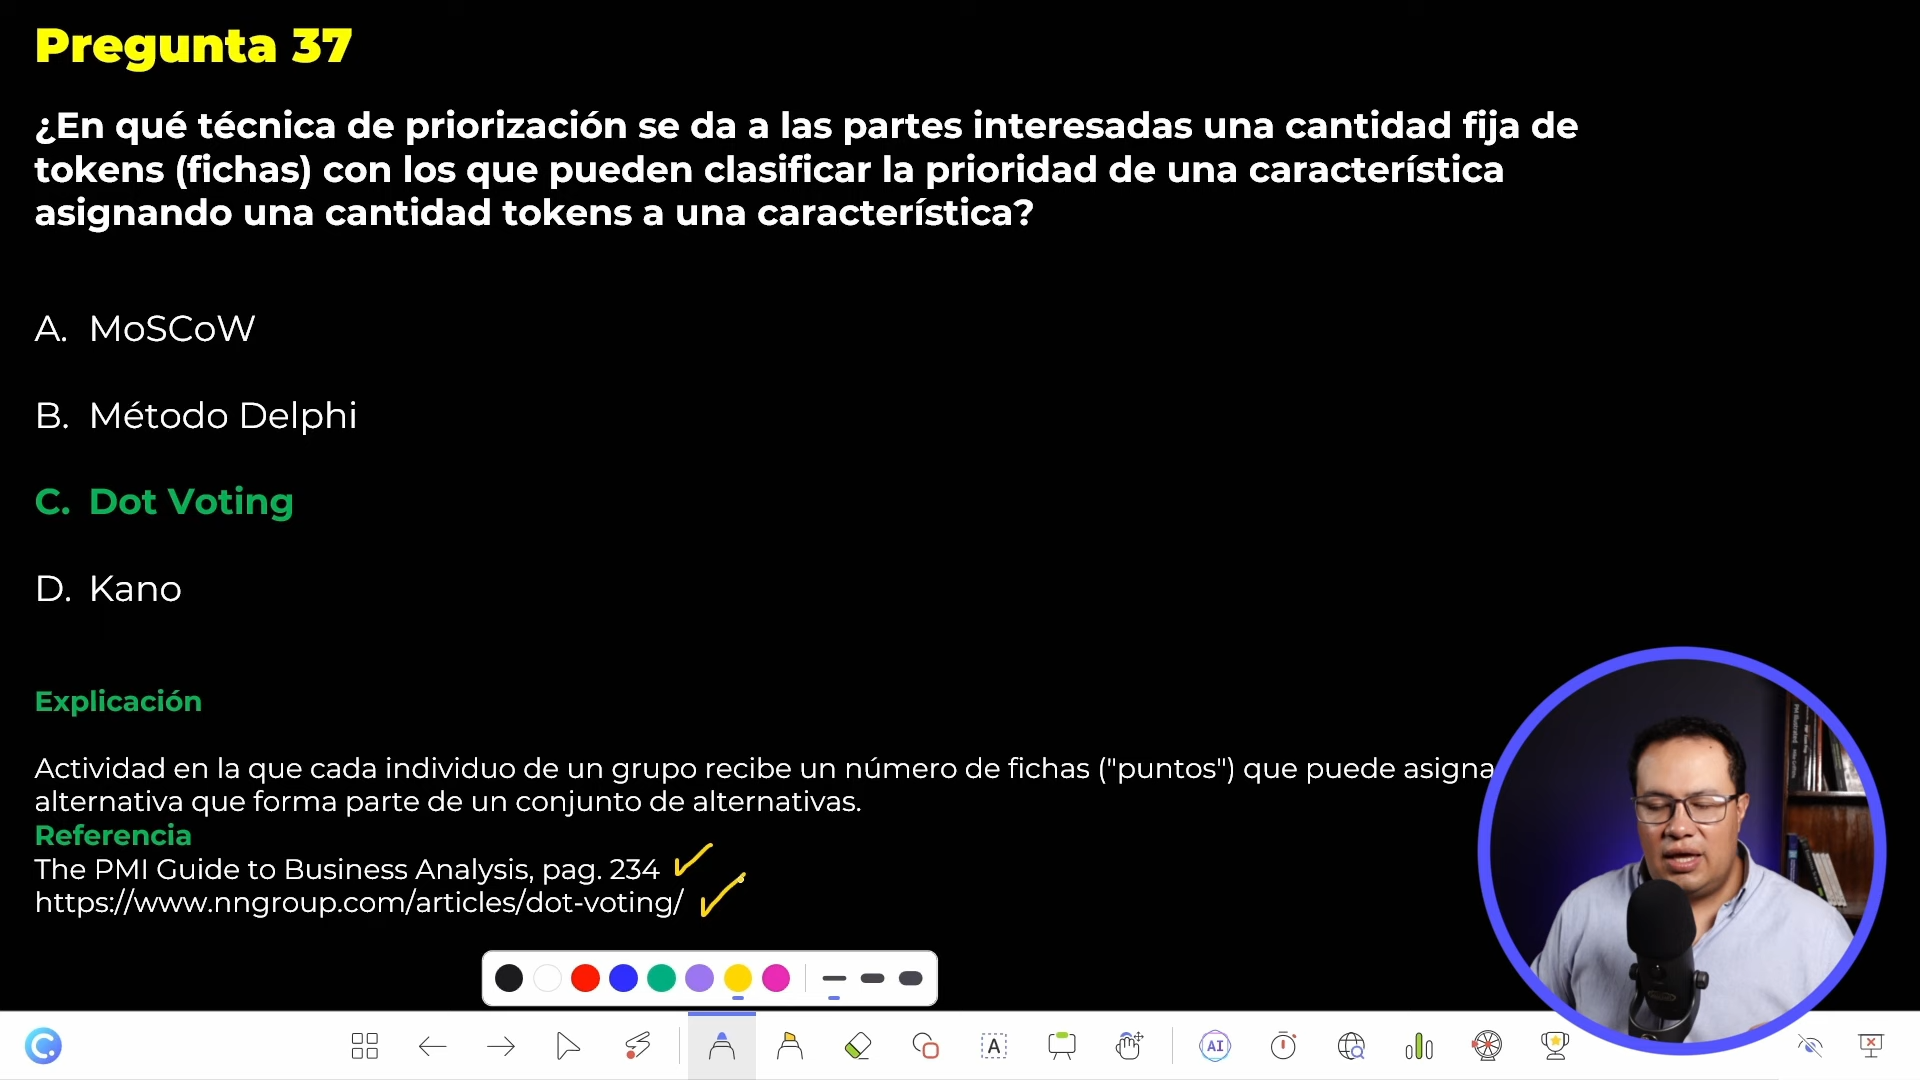 Pregunta 37
¿En qué técnica de priorización se da a las partes interesadas una cantidad fija de
tokens (fichas) con los que pueden clasificar la prioridad de una característica
asignando una cantidad tokens a una característica?
A. MoSCoW
B. Método Delphi
C. Dot Voting
D. Kano
Explicación
Actividad en la que cada individuo de un grupo recibe un número de fichas ("puntos") que puede asigna
alternativa que forma parte de un conjunto de alternativas.
Referencia
The PMI Guide to Business Analysis, pag. 234
https://www.nngroup.com/articles/dot-voting/
A
AI